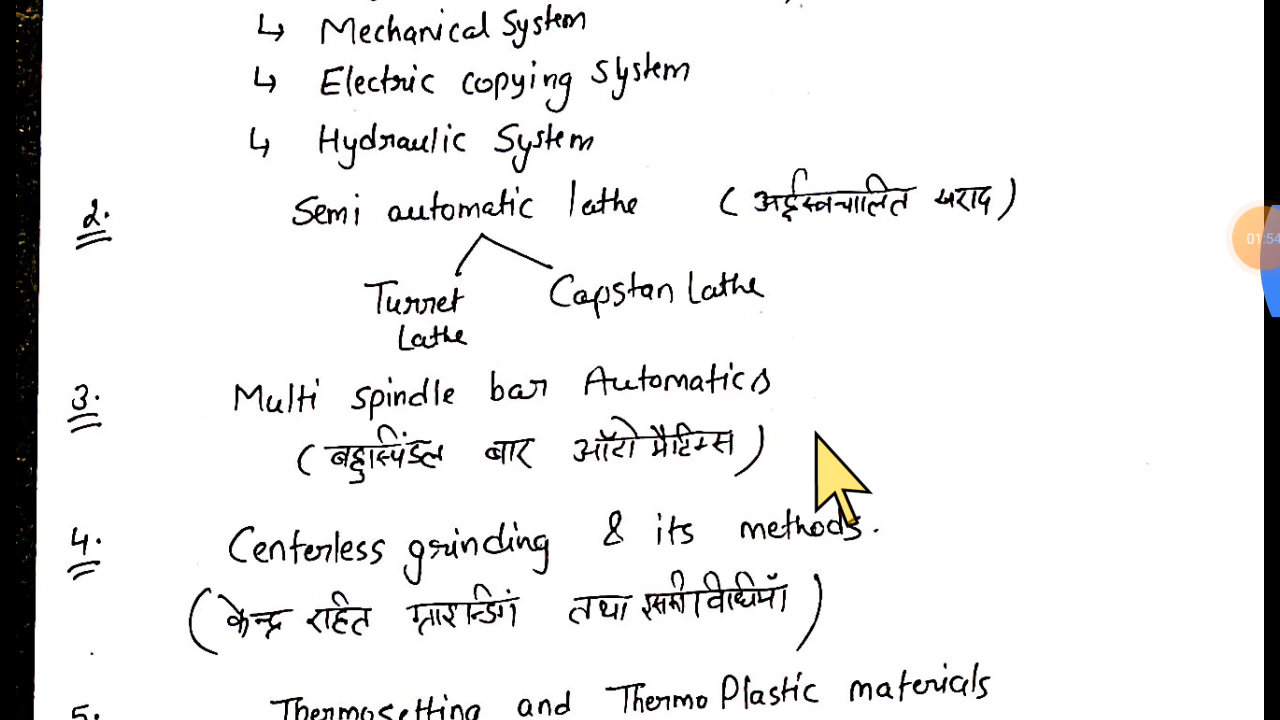 ↳ Mechanical System
↳ Electric copying System
↳ Hydraulic System
2. Semi automatic lathe (अर्द्धस्वचालित खराद)
Turret Lathe
Capstan Lathe
3. Multi spindle bar Automatics
(बहुस्पिंडल बार ऑटोमैटिक्स)
4. Centerless grinding & its methods.
(केन्द्र रहित ग्राइन्डिगं तथा इसकी विधियाँ)
5. Thermosetting and Thermo Plastic materials
01:54